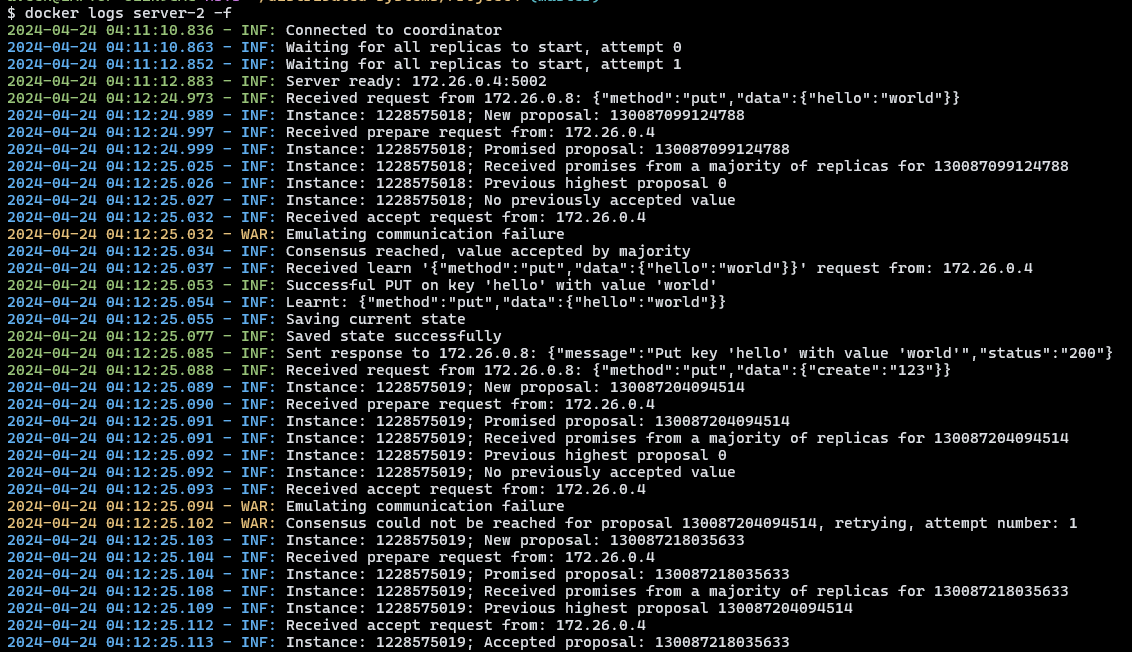 $ docker logs server-2 -f
2024-04-24 04:11:10.836 - INF: Connected to coordinator
2024-04-24 04:11:10.863 - INF: Waiting for all replicas to start, attempt 0
2024-04-24 04:11:12.852 - INF: Waiting for all replicas to start, attempt 1
2024-04-24 04:11:12.883 - INF: Server ready: 172.26.0.4:5002
2024-04-24 04:12:24.973 - INF: Received request from 172.26.0.8: {"method":"put","data":{"hello":"world"}}
2024-04-24 04:12:24.989 - INF: Instance: 1228575018; New proposal: 130087099124788
2024-04-24 04:12:24.997 - INF: Received prepare request from: 172.26.0.4
2024-04-24 04:12:24.999 - INF: Instance: 1228575018; Promised proposal: 130087099124788
2024-04-24 04:12:25.025 - INF: Instance: 1228575018; Received promises from a majority of replicas for 130087099124788
2024-04-24 04:12:25.026 - INF: Instance: 1228575018: Previous highest proposal 0
2024-04-24 04:12:25.027 - INF: Instance: 1228575018; No previously accepted value
2024-04-24 04:12:25.032 - INF: Received accept request from: 172.26.0.4
2024-04-24 04:12:25.032 - WAR: Emulating communication failure
2024-04-24 04:12:25.034 - INF: Consensus reached, value accepted by majority
2024-04-24 04:12:25.037 - INF: Received learn '{"method":"put","data":{"hello":"world"}}' request from: 172.26.0.4
2024-04-24 04:12:25.053 - INF: Successful PUT on key 'hello' with value 'world'
2024-04-24 04:12:25.054 - INF: Learnt: {"method":"put","data":{"hello":"world"}}
2024-04-24 04:12:25.055 - INF: Saving current state
2024-04-24 04:12:25.077 - INF: Saved state successfully
2024-04-24 04:12:25.085 - INF: Sent response to 172.26.0.8: {"message":"Put key 'hello' with value 'world'","status":"200"}
2024-04-24 04:12:25.088 - INF: Received request from 172.26.0.8: {"method":"put","data":{"create":"123"}}
2024-04-24 04:12:25.089 - INF: Instance: 1228575019; New proposal: 130087204094514
2024-04-24 04:12:25.090 - INF: Received prepare request from: 172.26.0.4
2024-04-24 04:12:25.091 - INF: Instance: 1228575019; Promised proposal: 130087204094514
2024-04-24 04:12:25.091 - INF: Instance: 1228575019; Received promises from a majority of replicas for 130087204094514
2024-04-24 04:12:25.092 - INF: Instance: 1228575019: Previous highest proposal 0
2024-04-24 04:12:25.092 - INF: Instance: 1228575019; No previously accepted value
2024-04-24 04:12:25.093 - INF: Received accept request from: 172.26.0.4
2024-04-24 04:12:25.094 - WAR: Emulating communication failure
2024-04-24 04:12:25.102 - WAR: Consensus could not be reached for proposal 130087204094514, retrying, attempt number: 1
2024-04-24 04:12:25.103 - INF: Instance: 1228575019; New proposal: 130087218035633
2024-04-24 04:12:25.104 - INF: Received prepare request from: 172.26.0.4
2024-04-24 04:12:25.104 - INF: Instance: 1228575019; Promised proposal: 130087218035633
2024-04-24 04:12:25.108 - INF: Instance: 1228575019; Received promises from a majority of replicas for 130087218035633
2024-04-24 04:12:25.109 - INF: Instance: 1228575019: Previous highest proposal 130087204094514
2024-04-24 04:12:25.112 - INF: Received accept request from: 172.26.0.4
2024-04-24 04:12:25.113 - INF: Instance: 1228575019; Accepted proposal: 130087218035633